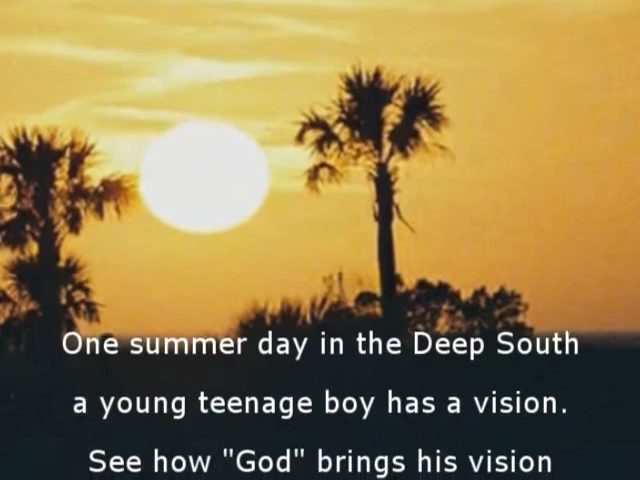 One summer day in the Deep South
a young teenage boy has a vision.
See how "God" brings his vision